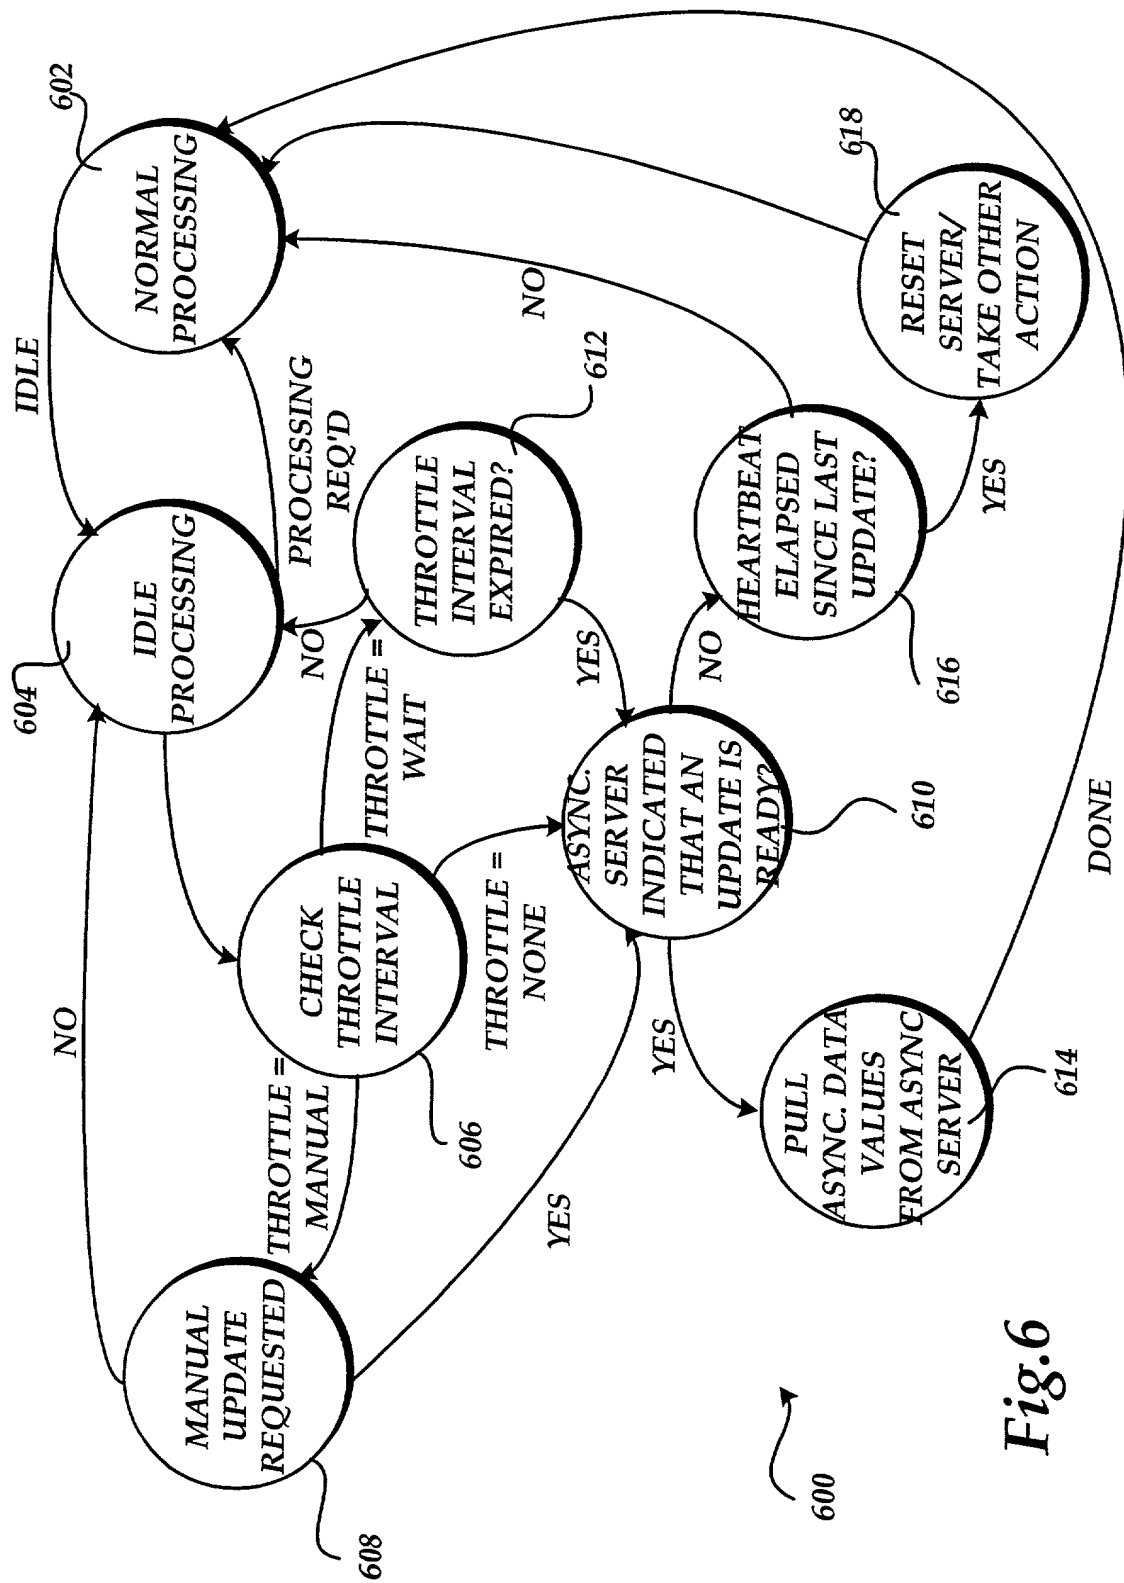 602
NORMAL
PROCESSING
IDLE
604
IDLE
PROCESSING
PROCESSING
REQ'D
NO
NO
612
THROTTLE
INTERVAL
EXPIRED?
NO
THROTTLE =
WAIT
CHECK
THROTTLE
INTERVAL
606
THROTTLE =
MANUAL
THROTTLE =
NONE
MANUAL
UPDATE
REQUESTED
608
YES
YES
ASYNC.
SERVER
INDICATED
THAT AN
UPDATE IS
READY?
610
NO
YES
HEARTBEAT
ELAPSED
SINCE LAST
UPDATE?
616
YES
618
RESET
SERVER/
TAKE OTHER
ACTION
PULL
ASYNC. DATA
VALUES
FROM ASYNC
SERVER
614
DONE
600
Fig.6